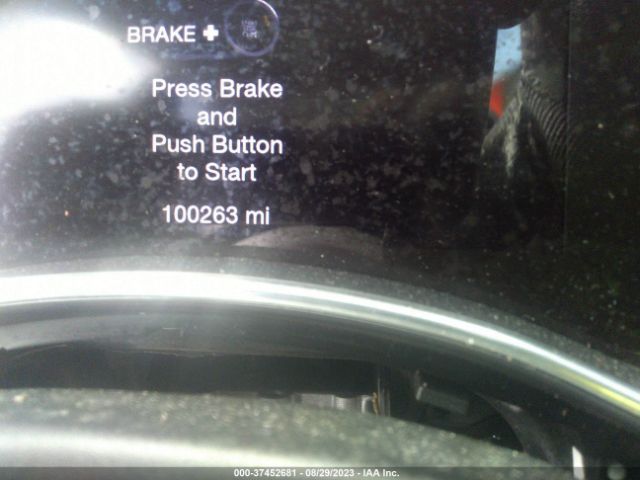 BRAKE +
Press Brake
and
Push Button
to Start
100263 mi
000-37452681 - 08/29/2023 - IAA Inc.